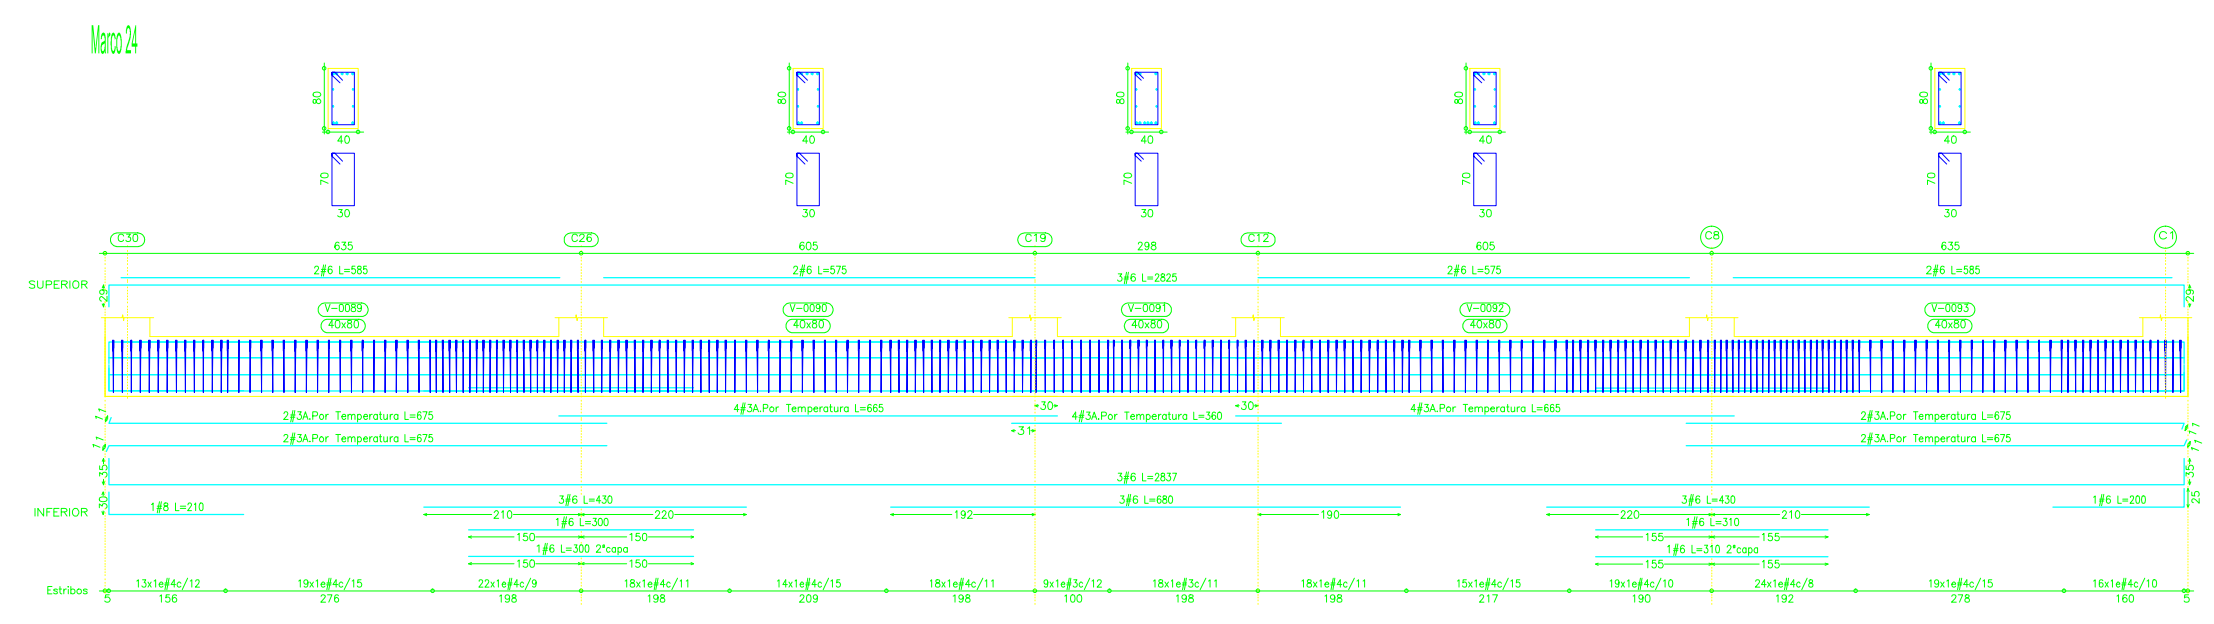 Marco 24
80 80 80 80 80
40 40 40 40 40
70 70 70 70 70
30 30 30 30 30
C30 C26 C19 C12 C8 C1
635 605 298 605 635
2#6 L=585 2#6 L=575 3#6 L=2825 2#6 L=575 2#6 L=585
SUPERIOR
29 29
V-0089 V-0090 V-0091 V-0092 V-0093
40x80 40x80 40x80 40x80 40x80
4#3A.Por Temperatura L=665 30 30 4#3A.Por Temperatura L=665
11 2#3A.Por Temperatura L=675 4#3A.Por Temperatura L=360 2#3A.Por Temperatura L=675 11
31
11 2#3A.Por Temperatura L=675 2#3A.Por Temperatura L=675 11
35 3#6 L=2837 35
30 1#8 L=210 3#6 L=430 3#6 L=680 3#6 L=430 1#6 L=200 25
INFERIOR 210 220 192 190 220 210
1#6 L=300 1#6 L=310
150 150 155 155
1#6 L=300 2ªcapa 1#6 L=310 2ªcapa
150 150 155 155
Estribos 13x1e#4c/12 19x1e#4c/15 22x1e#4c/9 18x1e#4c/11 14x1e#4c/15 18x1e#4c/11 9x1e#3c/12 18x1e#3c/11 18x1e#4c/11 15x1e#4c/15 19x1e#4c/10 24x1e#4c/8 19x1e#4c/15 16x1e#4c/10
5 156 276 198 198 209 198 100 198 198 217 190 192 278 160 5